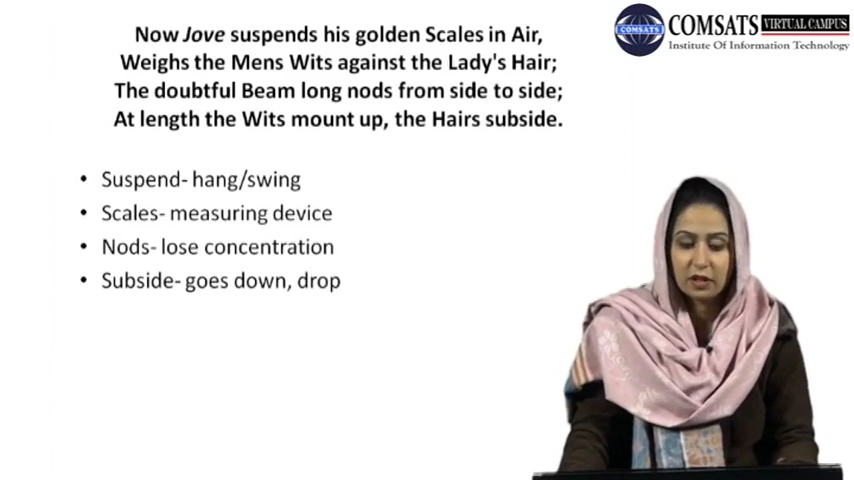 Now Jove suspends his golden Scales in Air,
Weighs the Mens Wits against the Lady's Hair;
The doubtful Beam long nods from side to side;
At length the Wits mount up, the Hairs subside.
• Suspend- hang/swing
• Scales- measuring device
• Nods- lose concentration
• Subside- goes down, drop
COMSATS
COMSATS VIRTUAL CAMPUS
Institute Of Information Technology